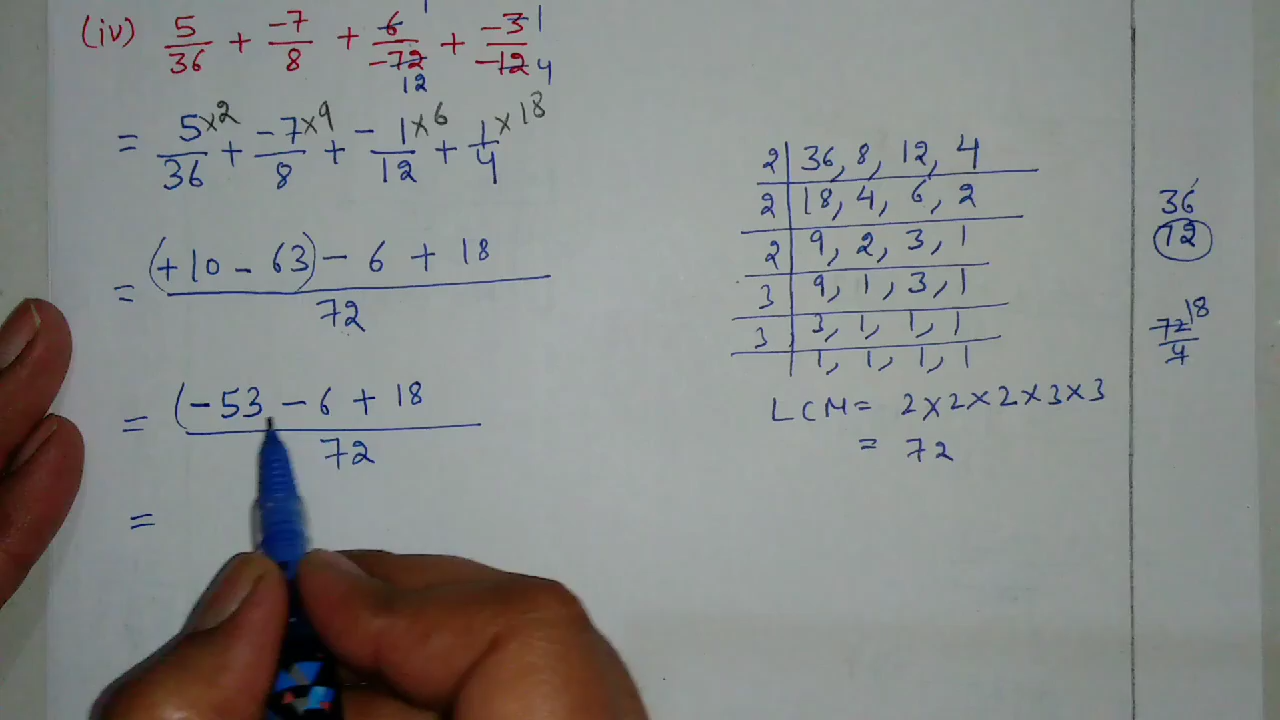 (iv) 5/36 + -7/8 + 6/-72 + -3/-12 1 12 1 4
= 5×2/36 + -7×9/8 + -1×6/12 + 1×18/4
= (+10 - 63) - 6 + 18 / 72
= (-53 - 6 + 18 / 72
=
2 | 36, 8, 12, 4
2 | 18, 4, 6, 2
2 | 9, 2, 3, 1
3 | 9, 1, 3, 1
3 | 3, 1, 1, 1
| 1, 1, 1, 1
LCM = 2×2×2×3×3
= 72
36
12
72/4 18